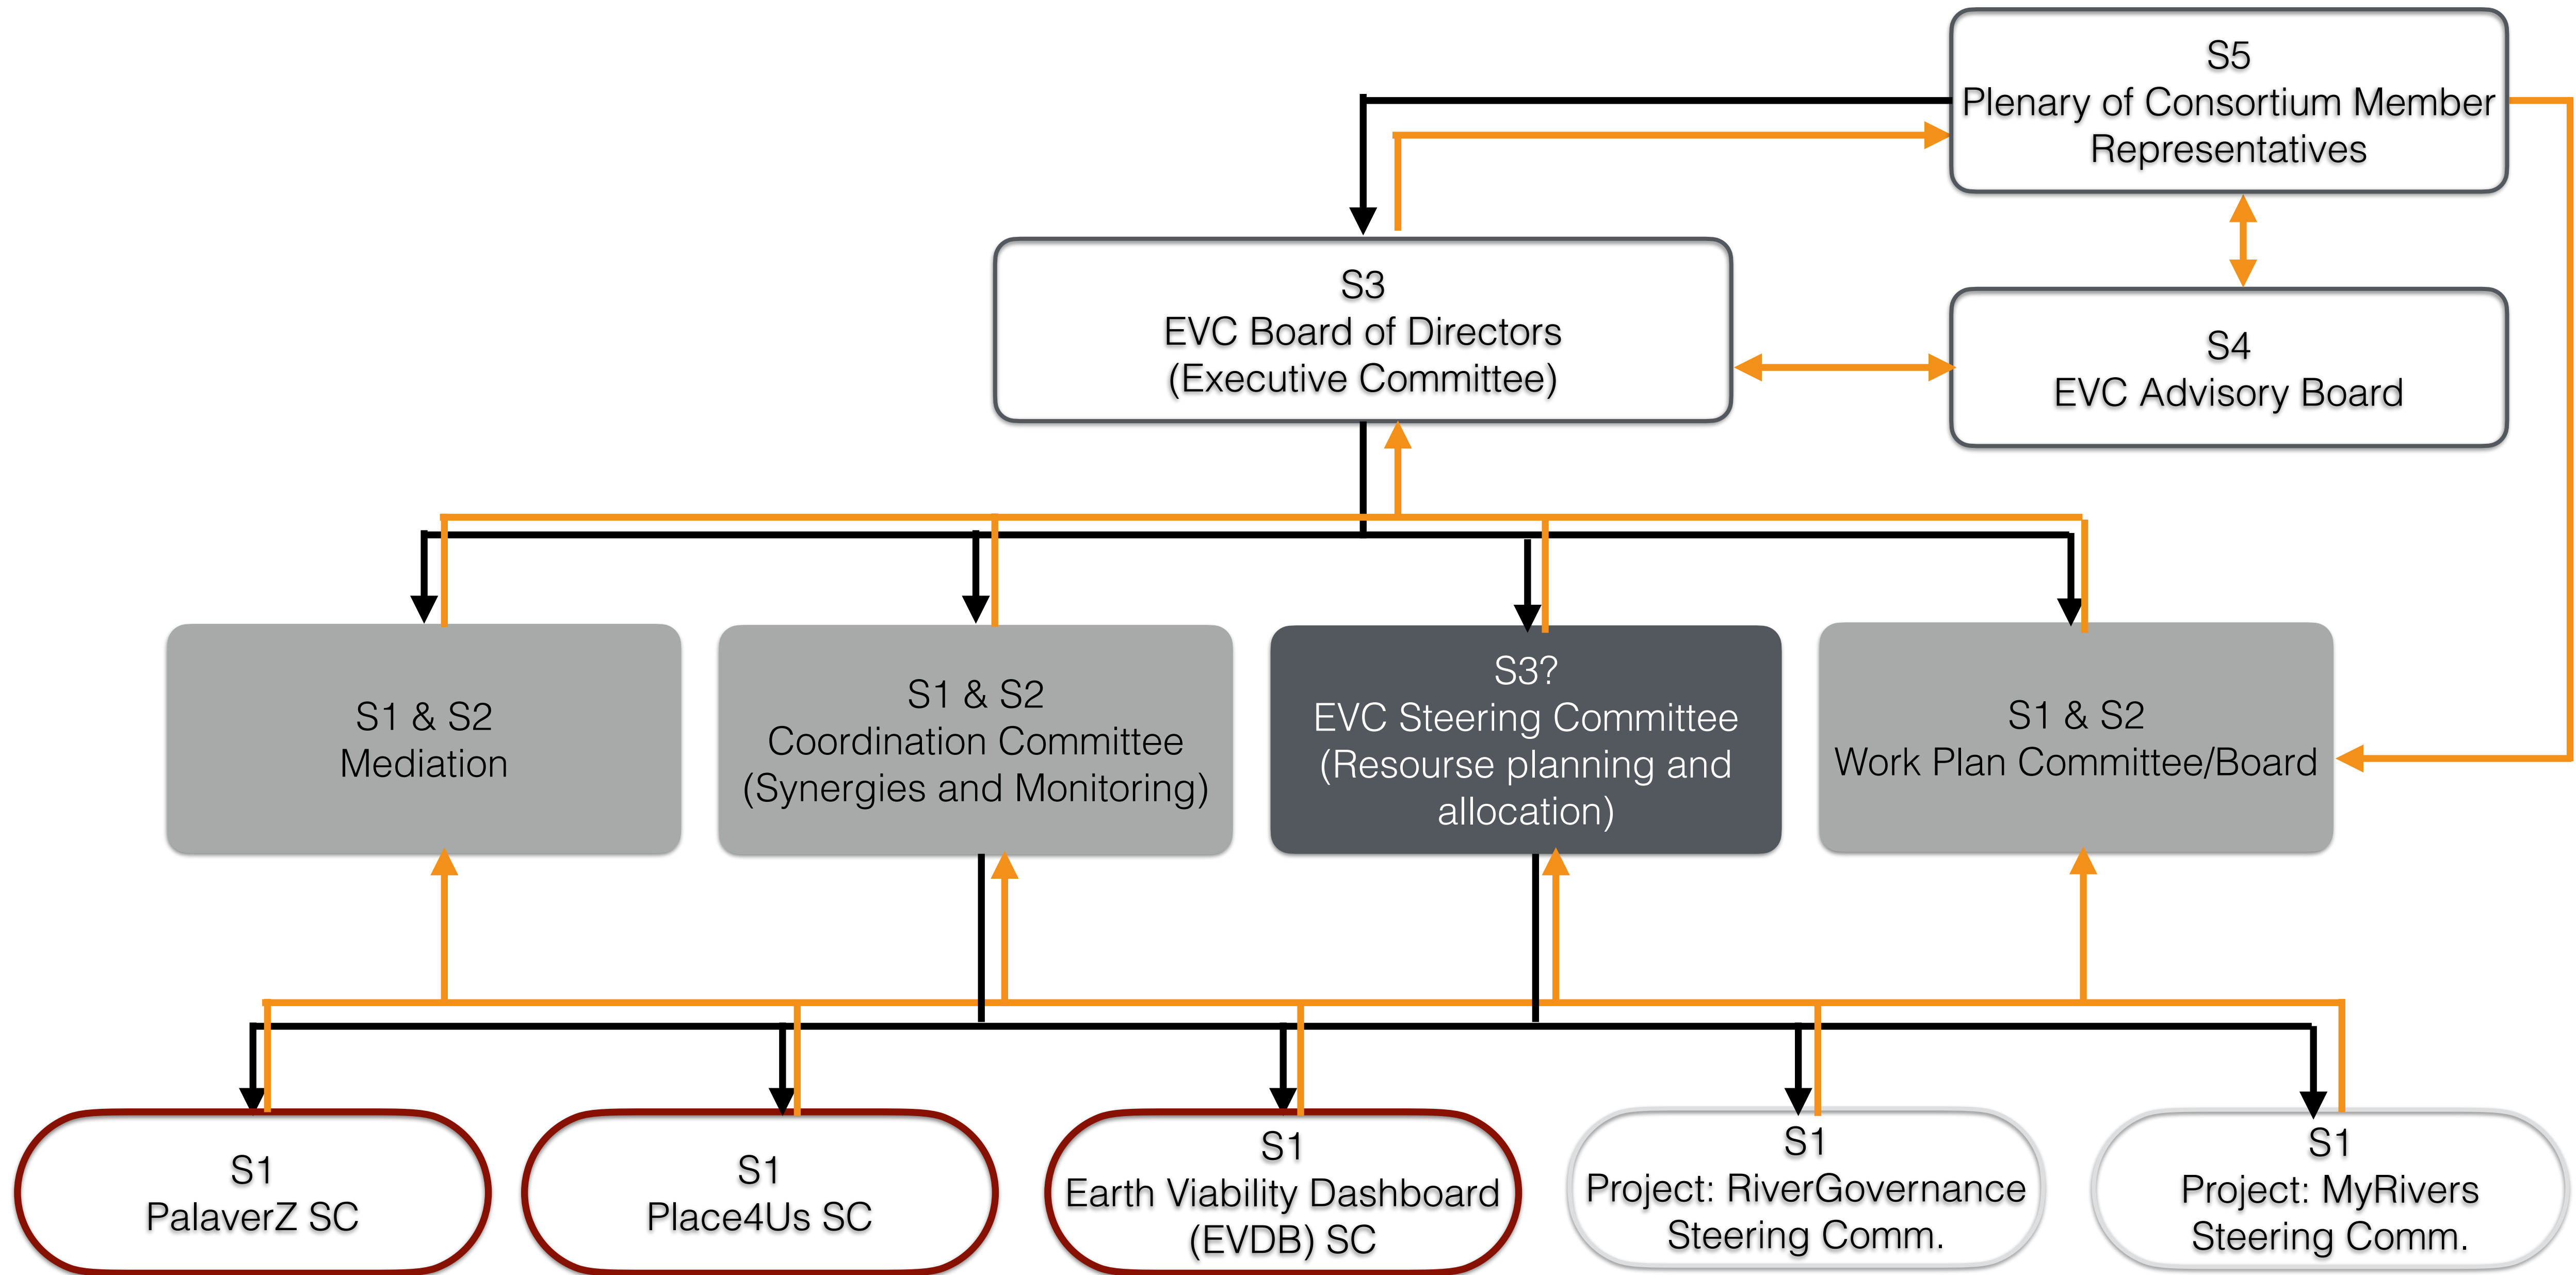 S5
Plenary of Consortium Member
Representatives
S3
EVC Board of Directors
(Executive Committee)
S4
EVC Advisory Board
S1 & S2
Mediation
S1 & S2
Coordination Committee
(Synergies and Monitoring)
S3?
EVC Steering Committee
(Resourse planning and
allocation)
S1 & S2
Work Plan Committee/Board
S1
PalaverZ SC
S1
Place4Us SC
S1
Earth Viability Dashboard
(EVDB) SC
S1
Project: RiverGovernance
Steering Comm.
S1
Project: MyRivers
Steering Comm.